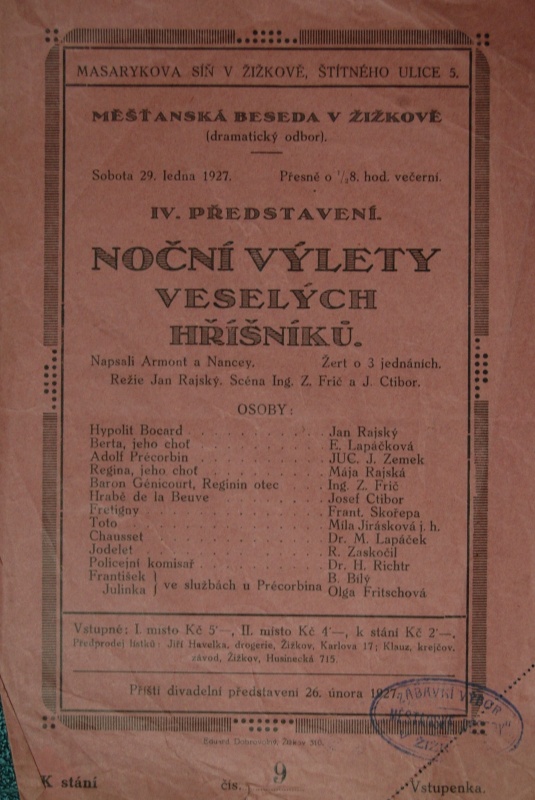 MASARYKOVA SÍŇ V ŽIŽKOVĚ, ŠTÍTNÉHO ULICE 5.
MĚŠŤANSKÁ BESEDA V ŽIŽKOVĚ
(dramatický odbor).
Sobota 29. ledna 1927. Přesně o ½8. hod. večerní.
IV. PŘEDSTAVENÍ.
NOČNÍ VÝLETY
VESELÝCH
HŘÍŠNÍKŮ.
Napsali Armont a Nancey. Žert o 3 jednáních.
Režie Jan Rajský. Scéna Ing. Z. Frič a J. Ctibor.
OSOBY:
Hypolit Bocard . . . . . . . . . Jan Rajský
Berta, jeho choť . . . . . . . . . E. Lapáčková
Adolf Précorbin . . . . . . . . . JUC. J. Zemek
Regina, jeho choť . . . . . . . . . Mája Rajská
Baron Génicourt, Reginin otec . . . . Ing. Z. Frič
Hrabě de la Beuve . . . . . . . . Josef Ctibor
Fretigny . . . . . . . . . . . Frant. Skořepa
Toto . . . . . . . . . . . . Míla Jirásková j. h.
Chausset . . . . . . . . . . . Dr. M. Lapáček
Jodelet . . . . . . . . . . . R. Zaskočil
Policejní komisař . . . . . . . . Dr. H. Richtr
František } ve službách u Précorbina B. Bílý
Julinka } Olga Fritschová
Vstupné: I. místo Kč 5'—, II. místo Kč 4'—, k stání Kč 2'—.
Předprodej lístků: Jiří Havelka, drogerie, Žižkov, Karlova 17; Klauz, krejčov.
závod, Žižkov, Husinecká 715.
Příští divadelní představení 26. února 1927.
ZÁBAVNÍ VÝBOR
Eduard Dobrovolný, Žižkov
K stání čís. 9 Vstupenka.